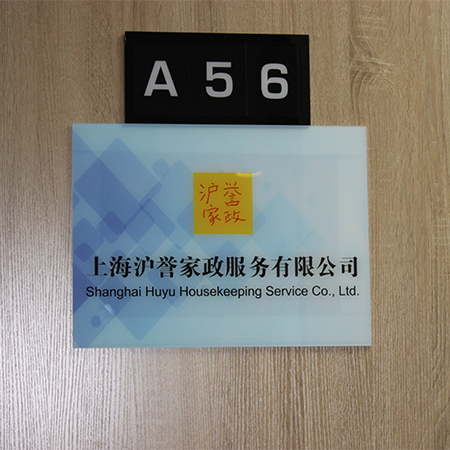 A56
沪誉
家政
上海沪誉家政服务有限公司
Shanghai Huyu Housekeeping Service Co., Ltd.